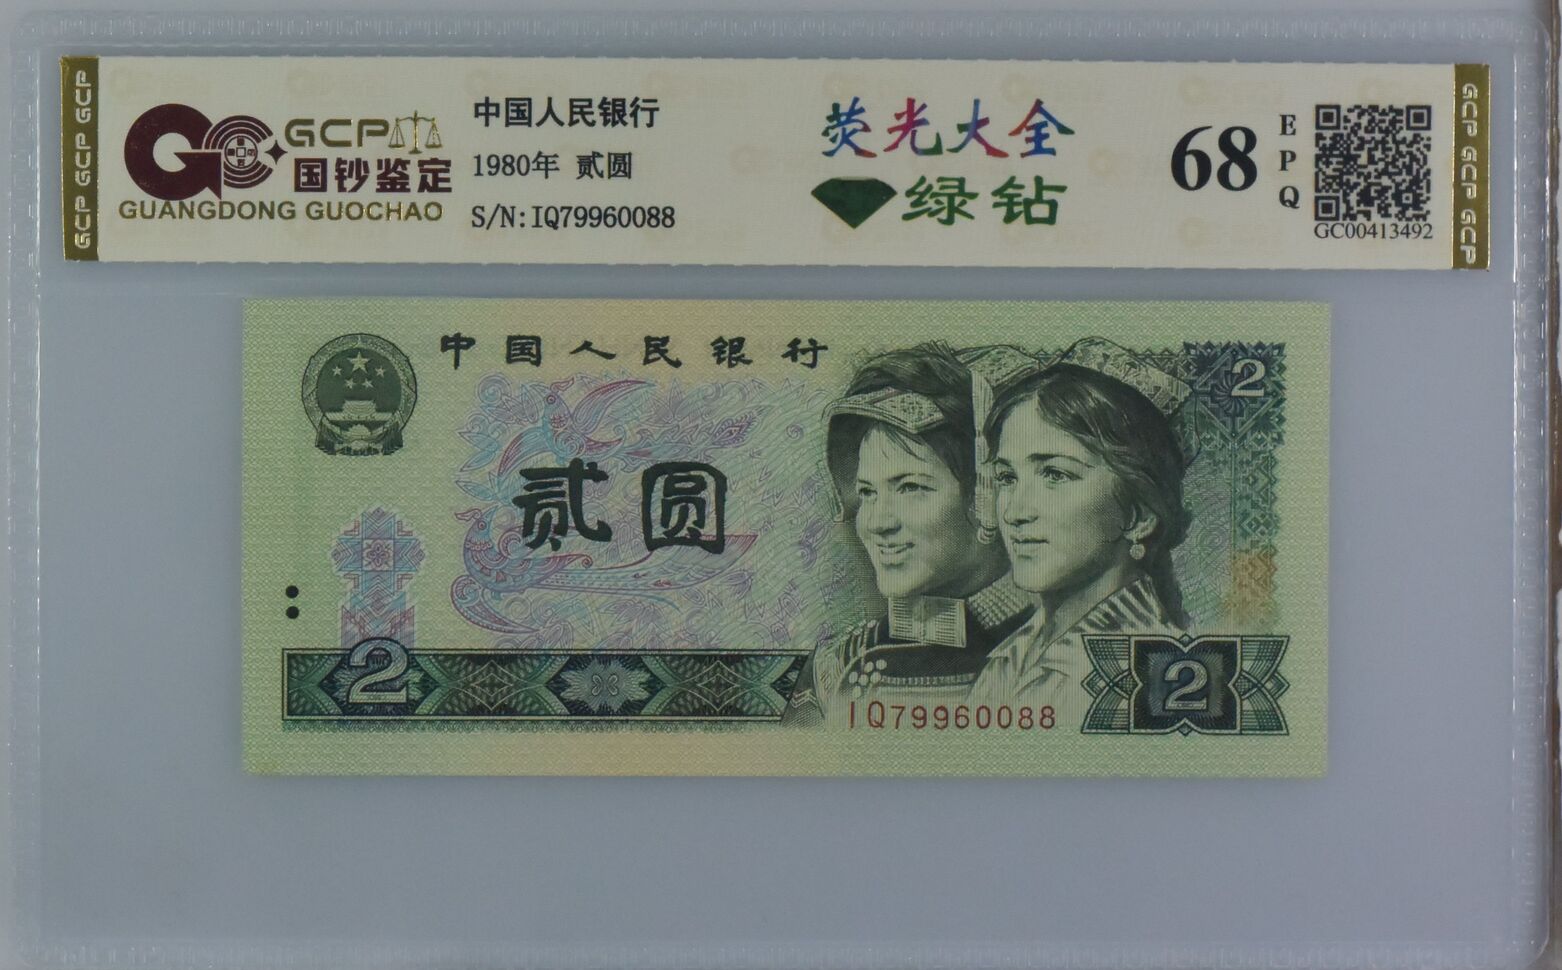 GCP GCP GCP
GCP
国钞鉴定
GUANGDONG GUOCHAO
中国人民银行
1980年 贰圆
S/N:IQ79960088
荧光大全
绿钻
68
EPQ
GC00413492
GCP GCP GCP
中国人民银行
2
贰圆
2
IQ79960088
2